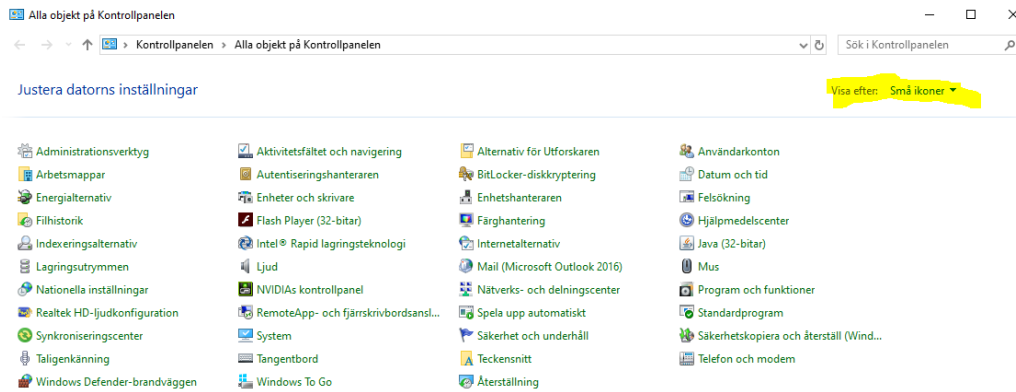 Alla objekt på Kontrollpanelen
Kontrollpanelen › Alla objekt på Kontrollpanelen
Sök i Kontrollpanelen
Justera datorns inställningar
Visa efter: Små ikoner
Administrationsverktyg Aktivitetsfältet och navigering Alternativ för Utforskaren Användarkonton
Arbetsmappar Autentiseringshanteraren BitLocker-diskkryptering Datum och tid
Energialternativ Enheter och skrivare Enhetshanteraren Felsökning
Filhistorik Flash Player (32-bitar) Färghantering Hjälpmedelscenter
Indexeringsalternativ Intel® Rapid lagringsteknologi Internetalternativ Java (32-bitar)
Lagringsutrymmen Ljud Mail (Microsoft Outlook 2016) Mus
Nationella inställningar NVIDIAs kontrollpanel Nätverks- och delningscenter Program och funktioner
Realtek HD-ljudkonfiguration RemoteApp- och fjärrskrivbordsansl... Spela upp automatiskt Standardprogram
Synkroniseringscenter System Säkerhet och underhåll Säkerhetskopiera och återställ (Wind...
Taligenkänning Tangentbord Teckensnitt Telefon och modem
Windows Defender-brandväggen Windows To Go Återställning